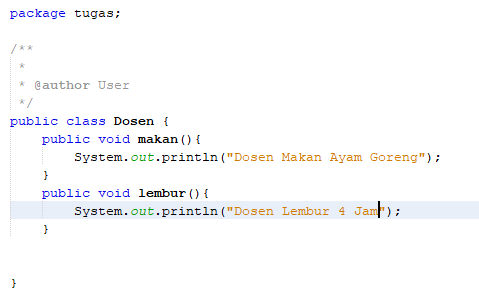 package tugas;
/**
 *
 * @author User
 */
public class Dosen {
    public void makan(){
        System.out.println("Dosen Makan Ayam Goreng");
    }
    public void lembur(){
        System.out.println("Dosen Lembur 4 Jam");
    }
}